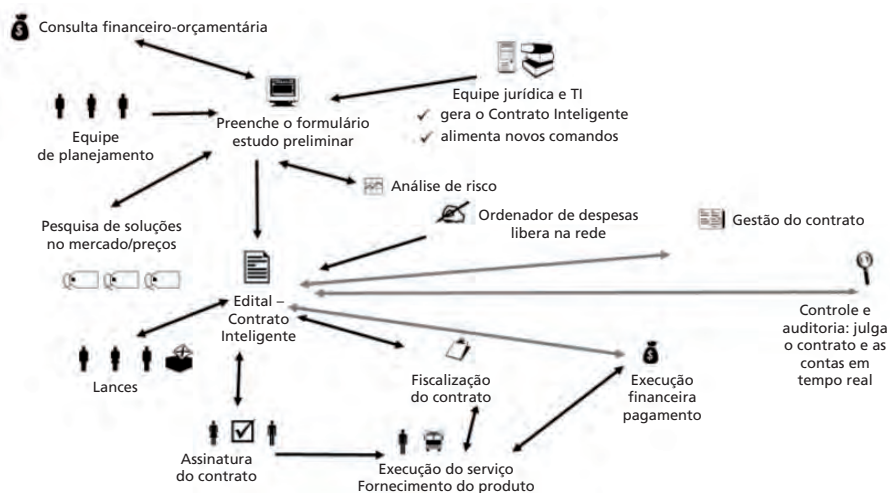 Consulta financeiro-orçamentária
Equipe jurídica e TI
✓ gera o Contrato Inteligente
✓ alimenta novos comandos
Preenche o formulário
estudo preliminar
Equipe
de planejamento
Análise de risco
Ordenador de despesas
libera na rede
Gestão do contrato
Pesquisa de soluções
no mercado/preços
Edital –
Contrato
Inteligente
Controle e
auditoria: julga
o contrato e as
contas em
tempo real
Lances
Fiscalização
do contrato
Execução
financeira
pagamento
Assinatura
do contrato
Execução do serviço
Fornecimento do produto